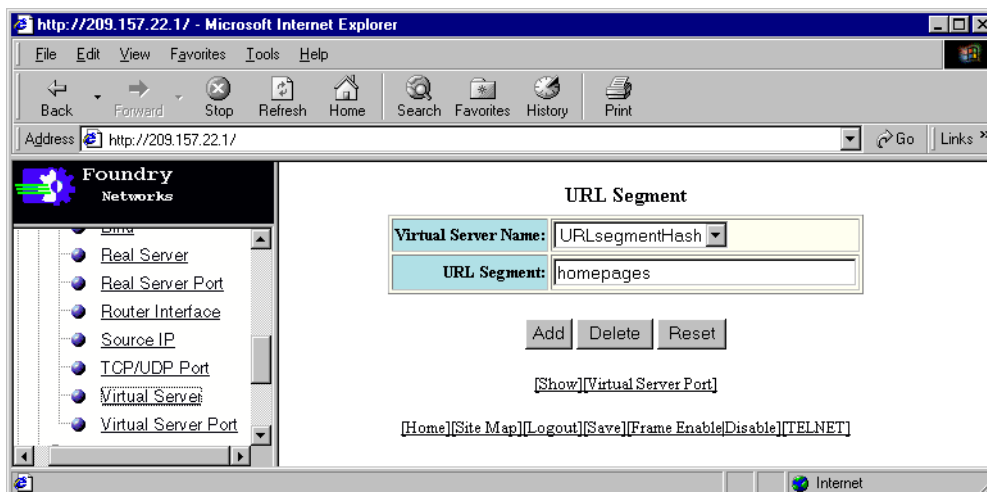 http://209.157.22.1/ - Microsoft Internet Explorer
File Edit View Favorites Tools Help
Back Forward Stop Refresh Home Search Favorites History Print
Address http://209.157.22.1/ Go Links »
Foundry
Networks
Real Server
Real Server Port
Router Interface
Source IP
TCP/UDP Port
Virtual Server
Virtual Server Port
URL Segment
Virtual Server Name: URLsegmentHash
URL Segment: homepages
Add Delete Reset
[Show][Virtual Server Port]
[Home][Site Map][Logout][Save][Frame Enable|Disable][TELNET]
Internet